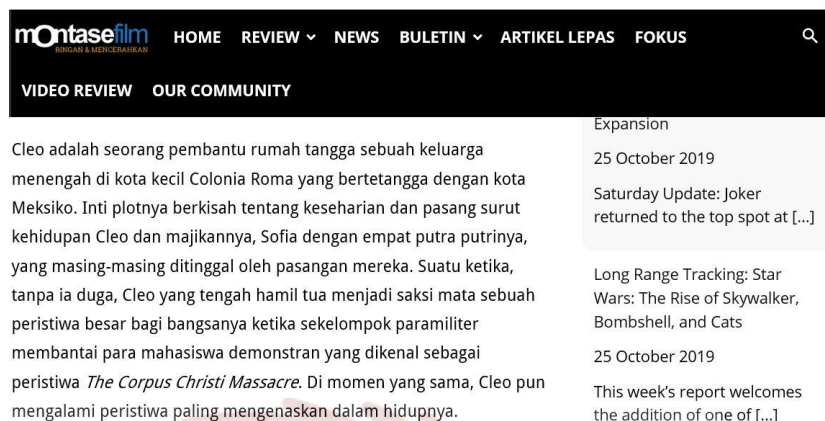 mOntasefilm
RINGAN & MENCERAHKAN
HOME REVIEW NEWS BULETIN ARTIKEL LEPAS FOKUS
VIDEO REVIEW OUR COMMUNITY
Cleo adalah seorang pembantu rumah tangga sebuah keluarga
menengah di kota kecil Colonia Roma yang bertetangga dengan kota
Meksiko. Inti plotnya berkisah tentang keseharian dan pasang surut
kehidupan Cleo dan majikannya, Sofia dengan empat putra putrinya,
yang masing-masing ditinggal oleh pasangan mereka. Suatu ketika,
tanpa ia duga, Cleo yang tengah hamil tua menjadi saksi mata sebuah
peristiwa besar bagi bangsanya ketika sekelompok paramiliter
membantai para mahasiswa demonstran yang dikenal sebagai
peristiwa The Corpus Christi Massacre. Di momen yang sama, Cleo pun
mengalami peristiwa paling mengenaskan dalam hidupnya.
Expansion
25 October 2019
Saturday Update: Joker
returned to the top spot at [...]
Long Range Tracking: Star
Wars: The Rise of Skywalker,
Bombshell, and Cats
25 October 2019
This week's report welcomes
the addition of one of [...]